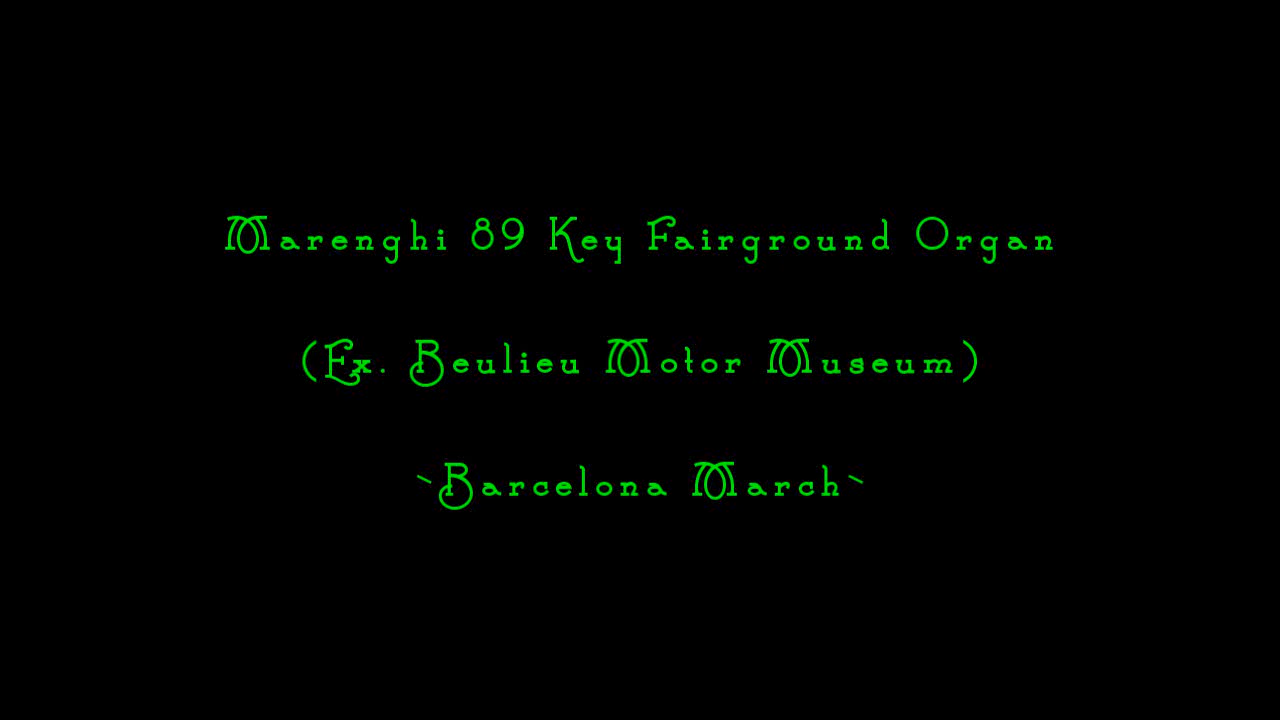 Marenghi 89 Key Fairground Organ
(Ex. Beulieu Motor Museum)
`Barcelona March`